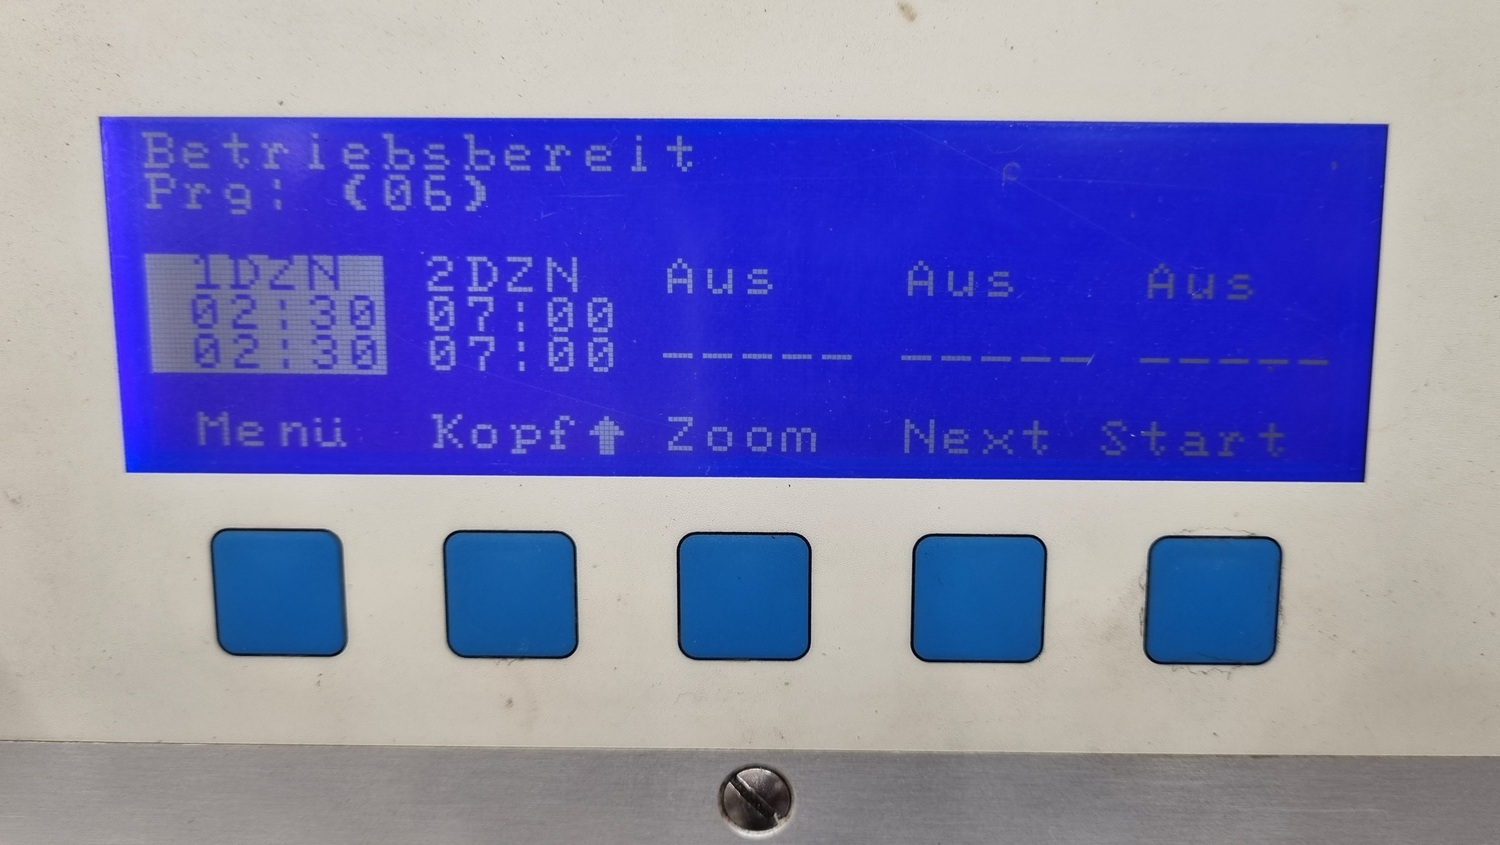 Betriebsbereit
Prg: (06)
1DZN 2DZN Aus Aus Aus
02:30 07:00
02:30 07:00 ----- ----- -----
Menü Kopf↑ Zoom Next Start